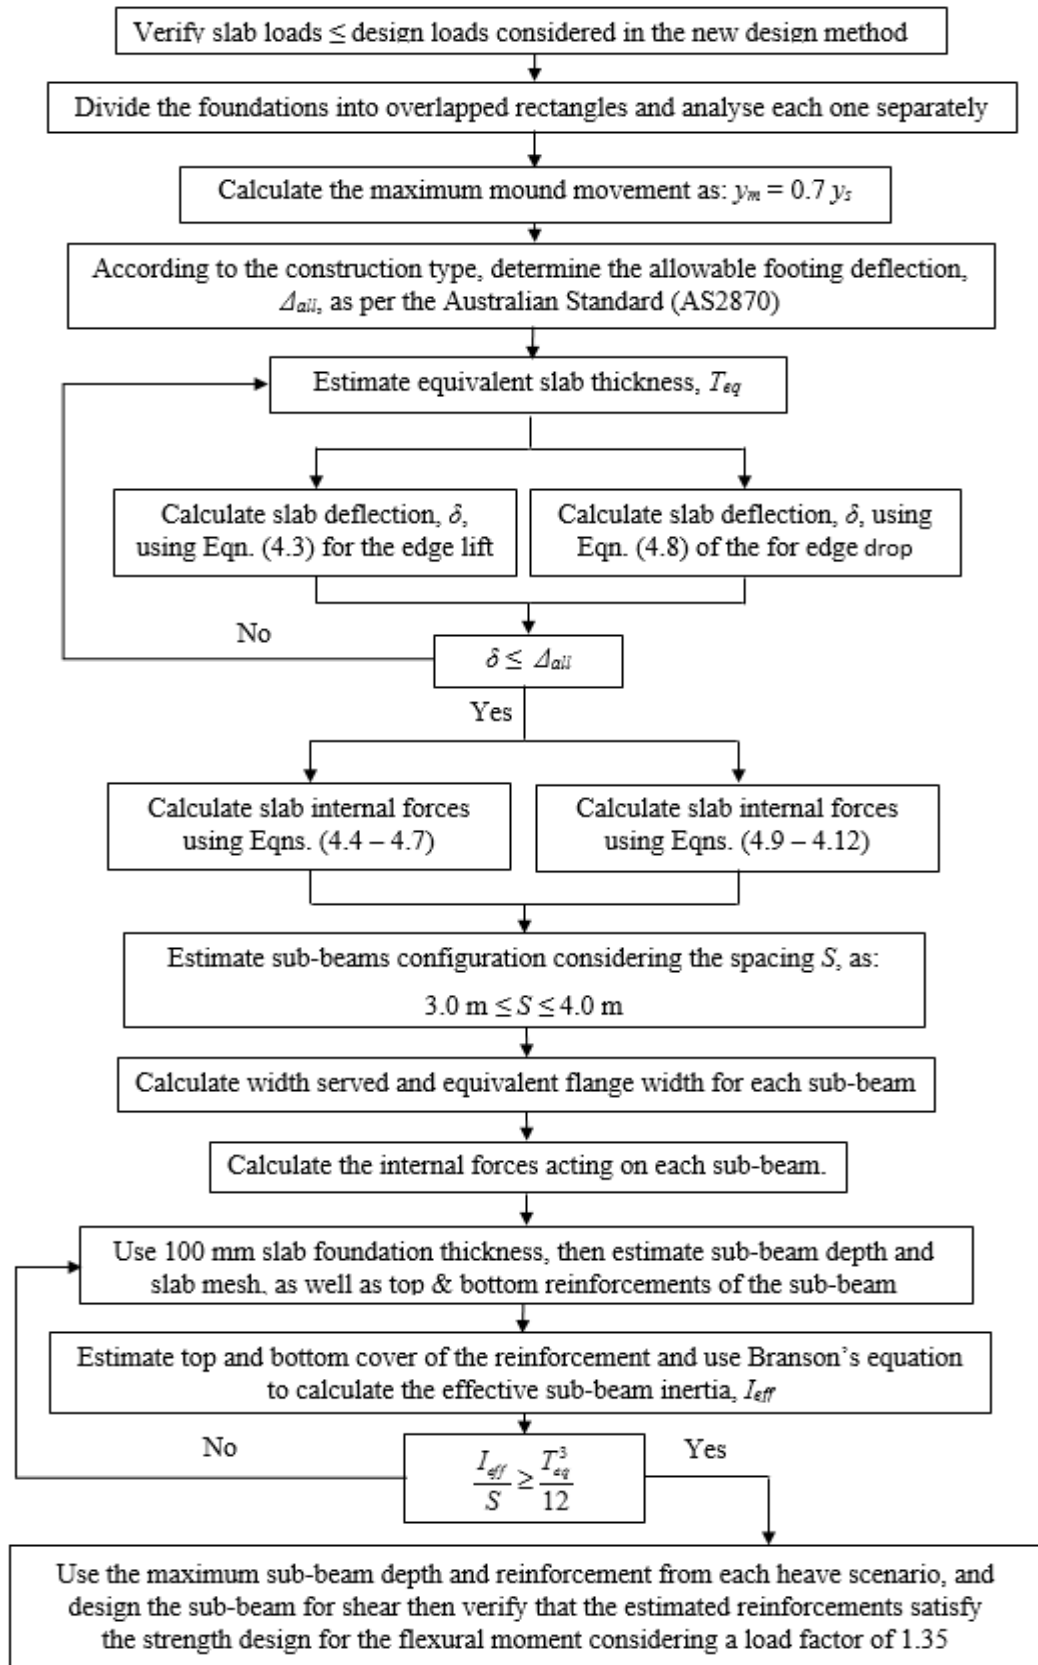 Verify slab loads ≤ design loads considered in the new design method
Divide the foundations into overlapped rectangles and analyse each one separately
Calculate the maximum mound movement as: yₘ = 0.7 yₛ
According to the construction type, determine the allowable footing deflection,
Δall, as per the Australian Standard (AS2870)
Estimate equivalent slab thickness, Teq
Calculate slab deflection, δ,
using Eqn. (4.3) for the edge lift
Calculate slab deflection, δ, using
Eqn. (4.8) of the for edge drop
No
δ ≤ Δall
Yes
Calculate slab internal forces
using Eqns. (4.4 – 4.7)
Calculate slab internal forces
using Eqns. (4.9 – 4.12)
Estimate sub-beams configuration considering the spacing S, as:
3.0 m ≤ S ≤ 4.0 m
Calculate width served and equivalent flange width for each sub-beam
Calculate the internal forces acting on each sub-beam.
Use 100 mm slab foundation thickness, then estimate sub-beam depth and
slab mesh, as well as top & bottom reinforcements of the sub-beam
Estimate top and bottom cover of the reinforcement and use Branson's equation
to calculate the effective sub-beam inertia, Ieff
No
Ieff/S ≥ Teq³/12
Yes
Use the maximum sub-beam depth and reinforcement from each heave scenario, and
design the sub-beam for shear then verify that the estimated reinforcements satisfy
the strength design for the flexural moment considering a load factor of 1.35